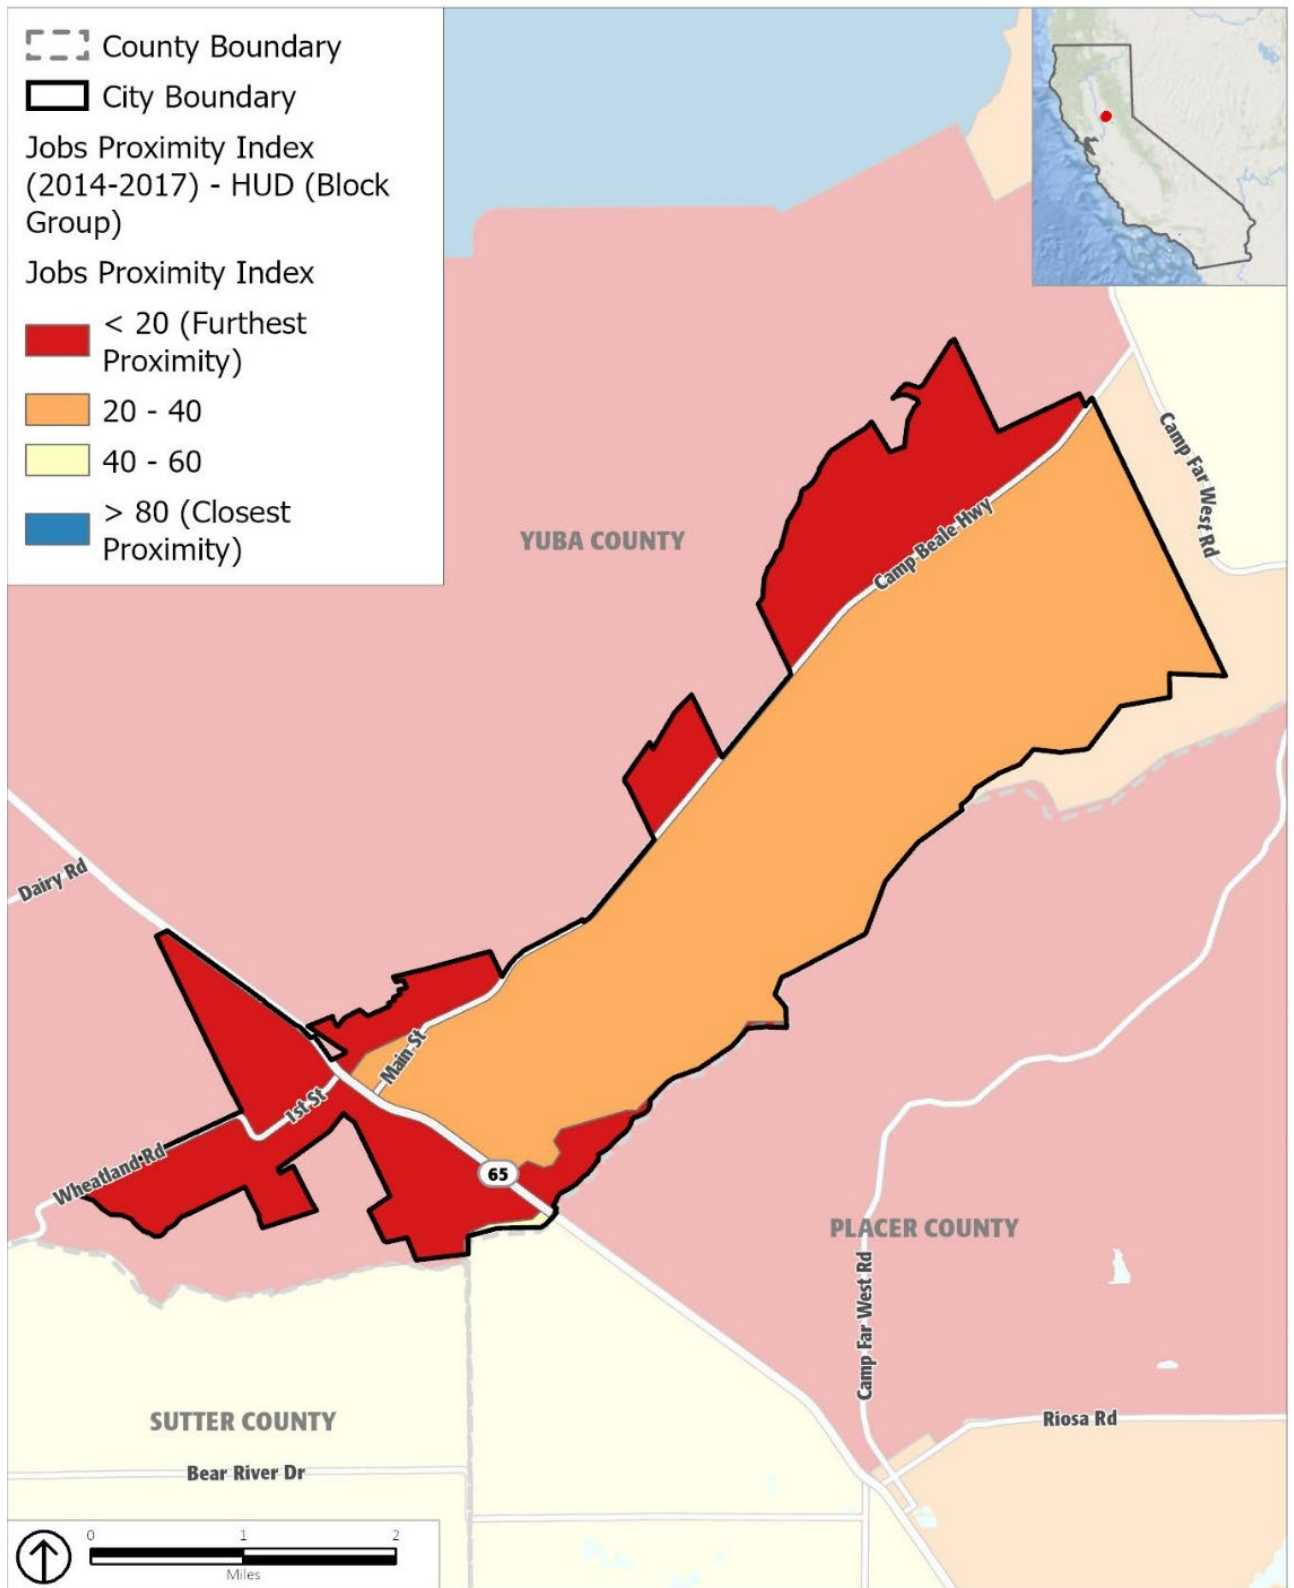 County Boundary
City Boundary
Jobs Proximity Index
(2014-2017) - HUD (Block
Group)
Jobs Proximity Index
< 20 (Furthest
Proximity)
20 - 40
40 - 60
> 80 (Closest
Proximity)
YUBA COUNTY
Camp Far West Rd
Camp Beale Hwy
Dairy Rd
Main St
1st St
Wheatland Rd
65
PLACER COUNTY
Camp Far West Rd
SUTTER COUNTY
Riosa Rd
Bear River Dr
0 1 2
Miles